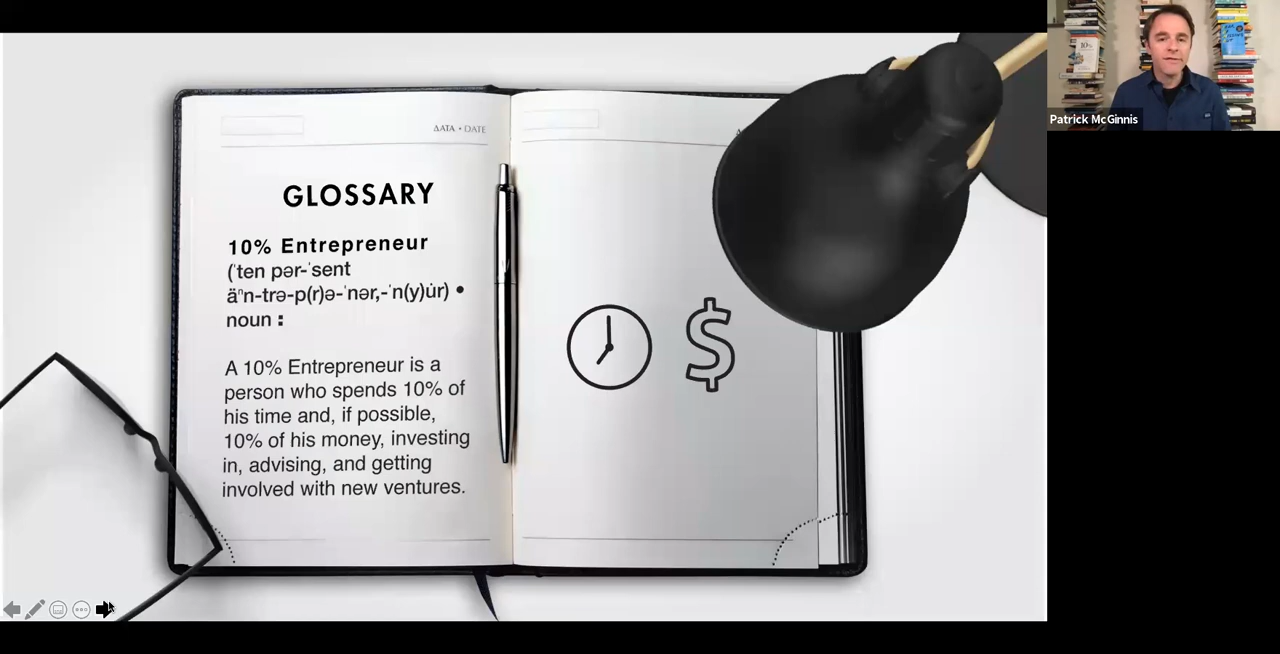 ΔΑΤΑ • DATE
GLOSSARY
10% Entrepreneur
(ˈten pər-ˈsent
äⁿn-trə-p(r)ə-ˈnər,-ˈn(y)u̇r) •
noun :
A 10% Entrepreneur is a
person who spends 10% of
his time and, if possible,
10% of his money, investing
in, advising, and getting
involved with new ventures.
$
Patrick McGinnis
10%